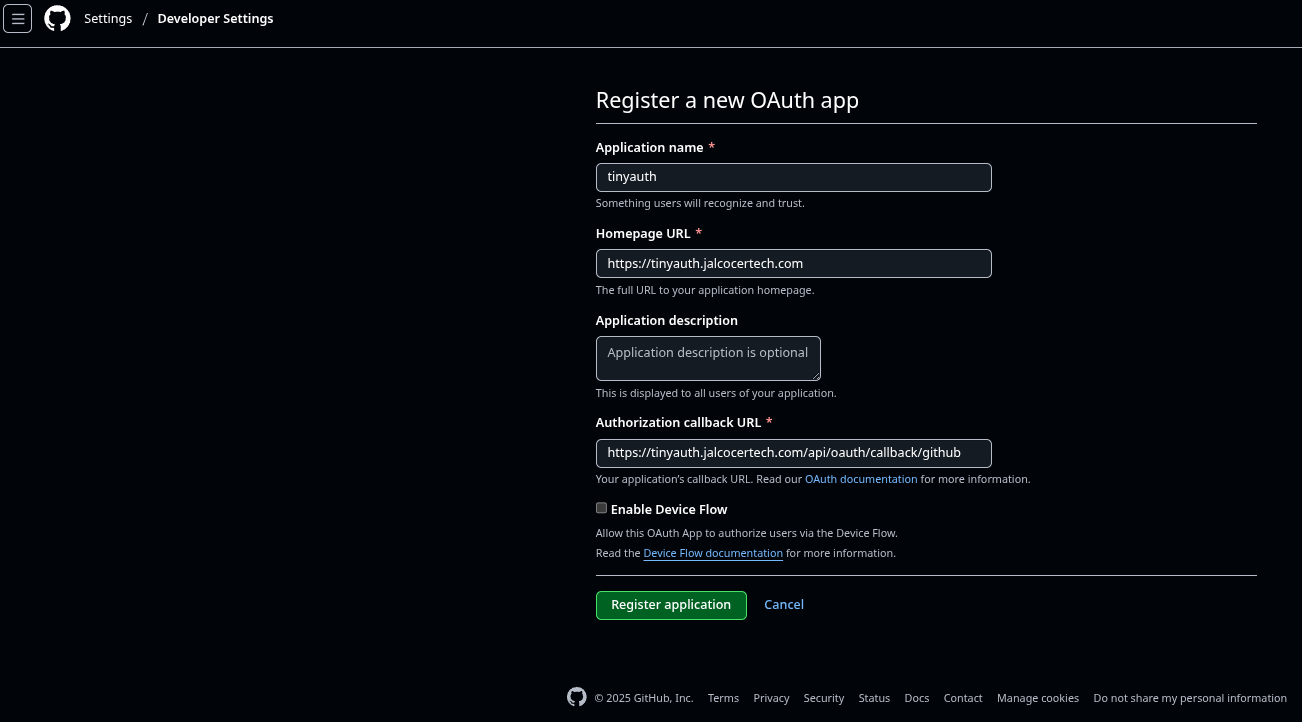 Settings / Developer Settings
Register a new OAuth app
Application name *
tinyauth
Something users will recognize and trust.
Homepage URL *
https://tinyauth.jalcocertech.com
The full URL to your application homepage.
Application description
Application description is optional
This is displayed to all users of your application.
Authorization callback URL *
https://tinyauth.jalcocertech.com/api/oauth/callback/github
Your application’s callback URL. Read our OAuth documentation for more information.
Enable Device Flow
Allow this OAuth App to authorize users via the Device Flow.
Read the Device Flow documentation for more information.
Register application Cancel
© 2025 GitHub, Inc. Terms Privacy Security Status Docs Contact Manage cookies Do not share my personal information